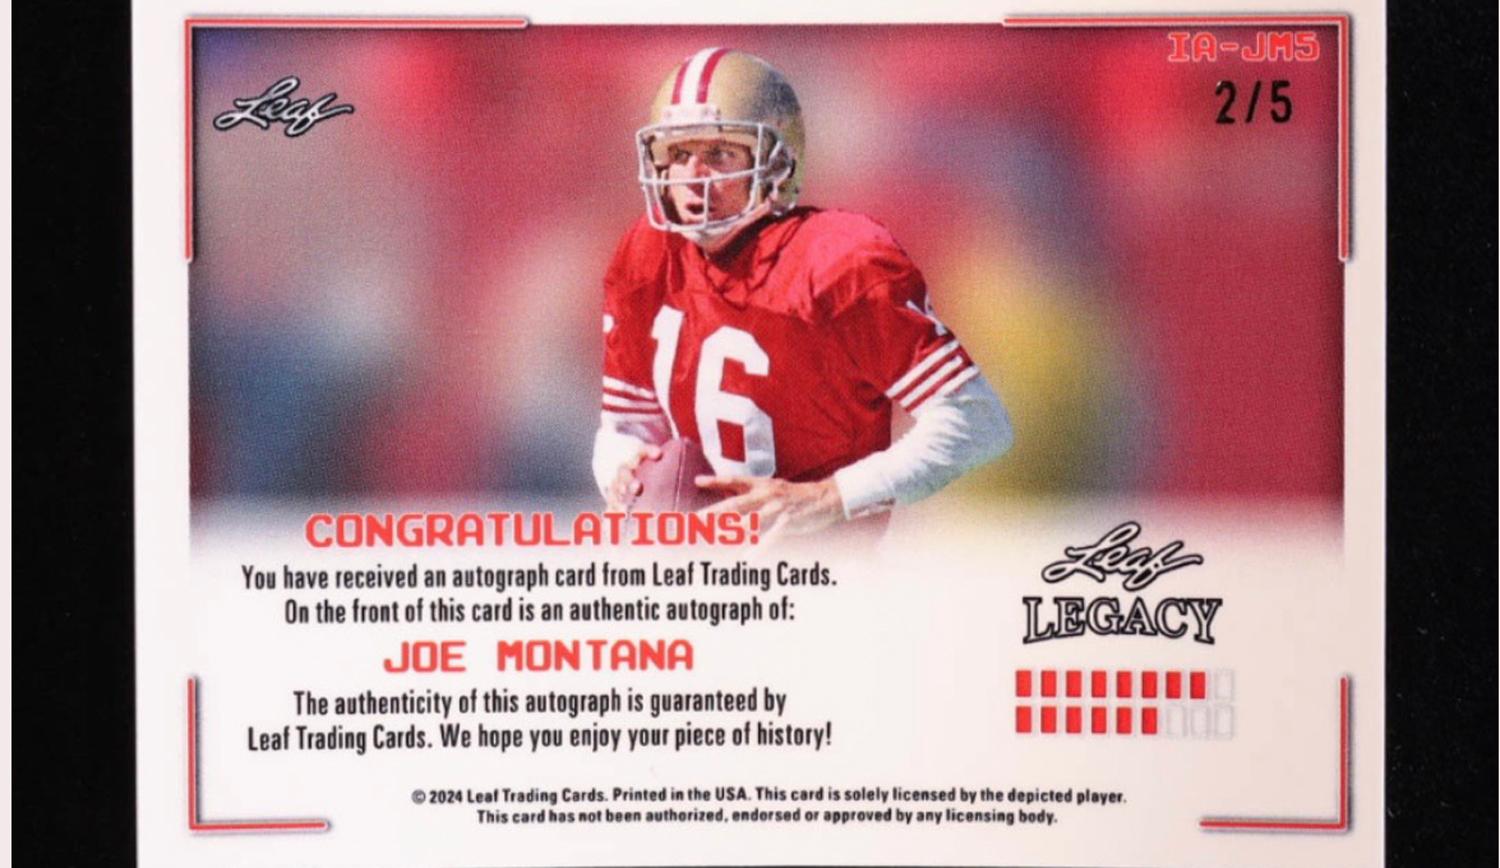 IA-JM5
Leaf
2/5
16
CONGRATULATIONS!
You have received an autograph card from Leaf Trading Cards.
On the front of this card is an authentic autograph of:
JOE MONTANA
The authenticity of this autograph is guaranteed by
Leaf Trading Cards. We hope you enjoy your piece of history!
Leaf
LEGACY
© 2024 Leaf Trading Cards. Printed in the USA. This card is solely licensed by the depicted player.
This card has not been authorized, endorsed or approved by any licensing body.